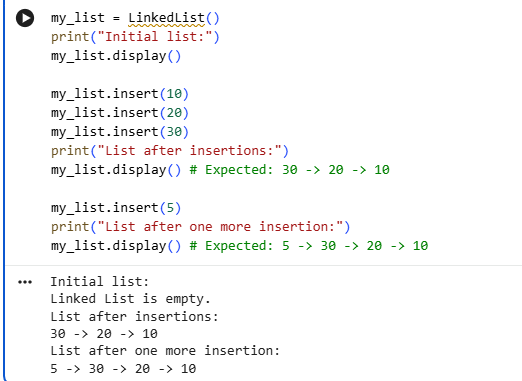 my_list = LinkedList()
print("Initial list:")
my_list.display()

my_list.insert(10)
my_list.insert(20)
my_list.insert(30)
print("List after insertions:")
my_list.display() # Expected: 30 -> 20 -> 10

my_list.insert(5)
print("List after one more insertion:")
my_list.display() # Expected: 5 -> 30 -> 20 -> 10

Initial list:
Linked List is empty.
List after insertions:
30 -> 20 -> 10
List after one more insertion:
5 -> 30 -> 20 -> 10